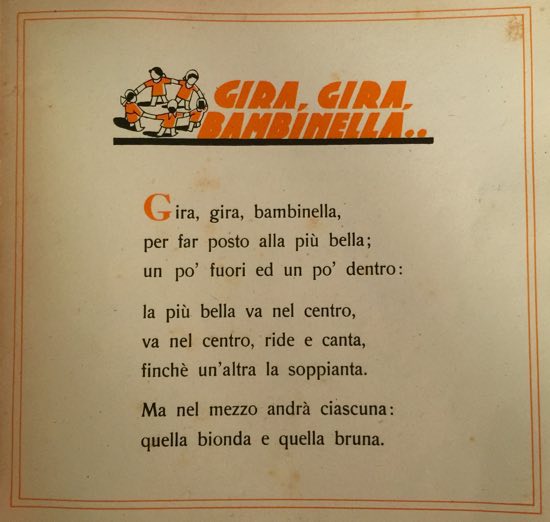 GIRA, GIRA,
BAMBINELLA..
Gira, gira, bambinella,
per far posto alla più bella;
un po' fuori ed un po' dentro:
la più bella va nel centro,
va nel centro, ride e canta,
finchè un'altra la soppianta.
Ma nel mezzo andrà ciascuna:
quella bionda e quella bruna.